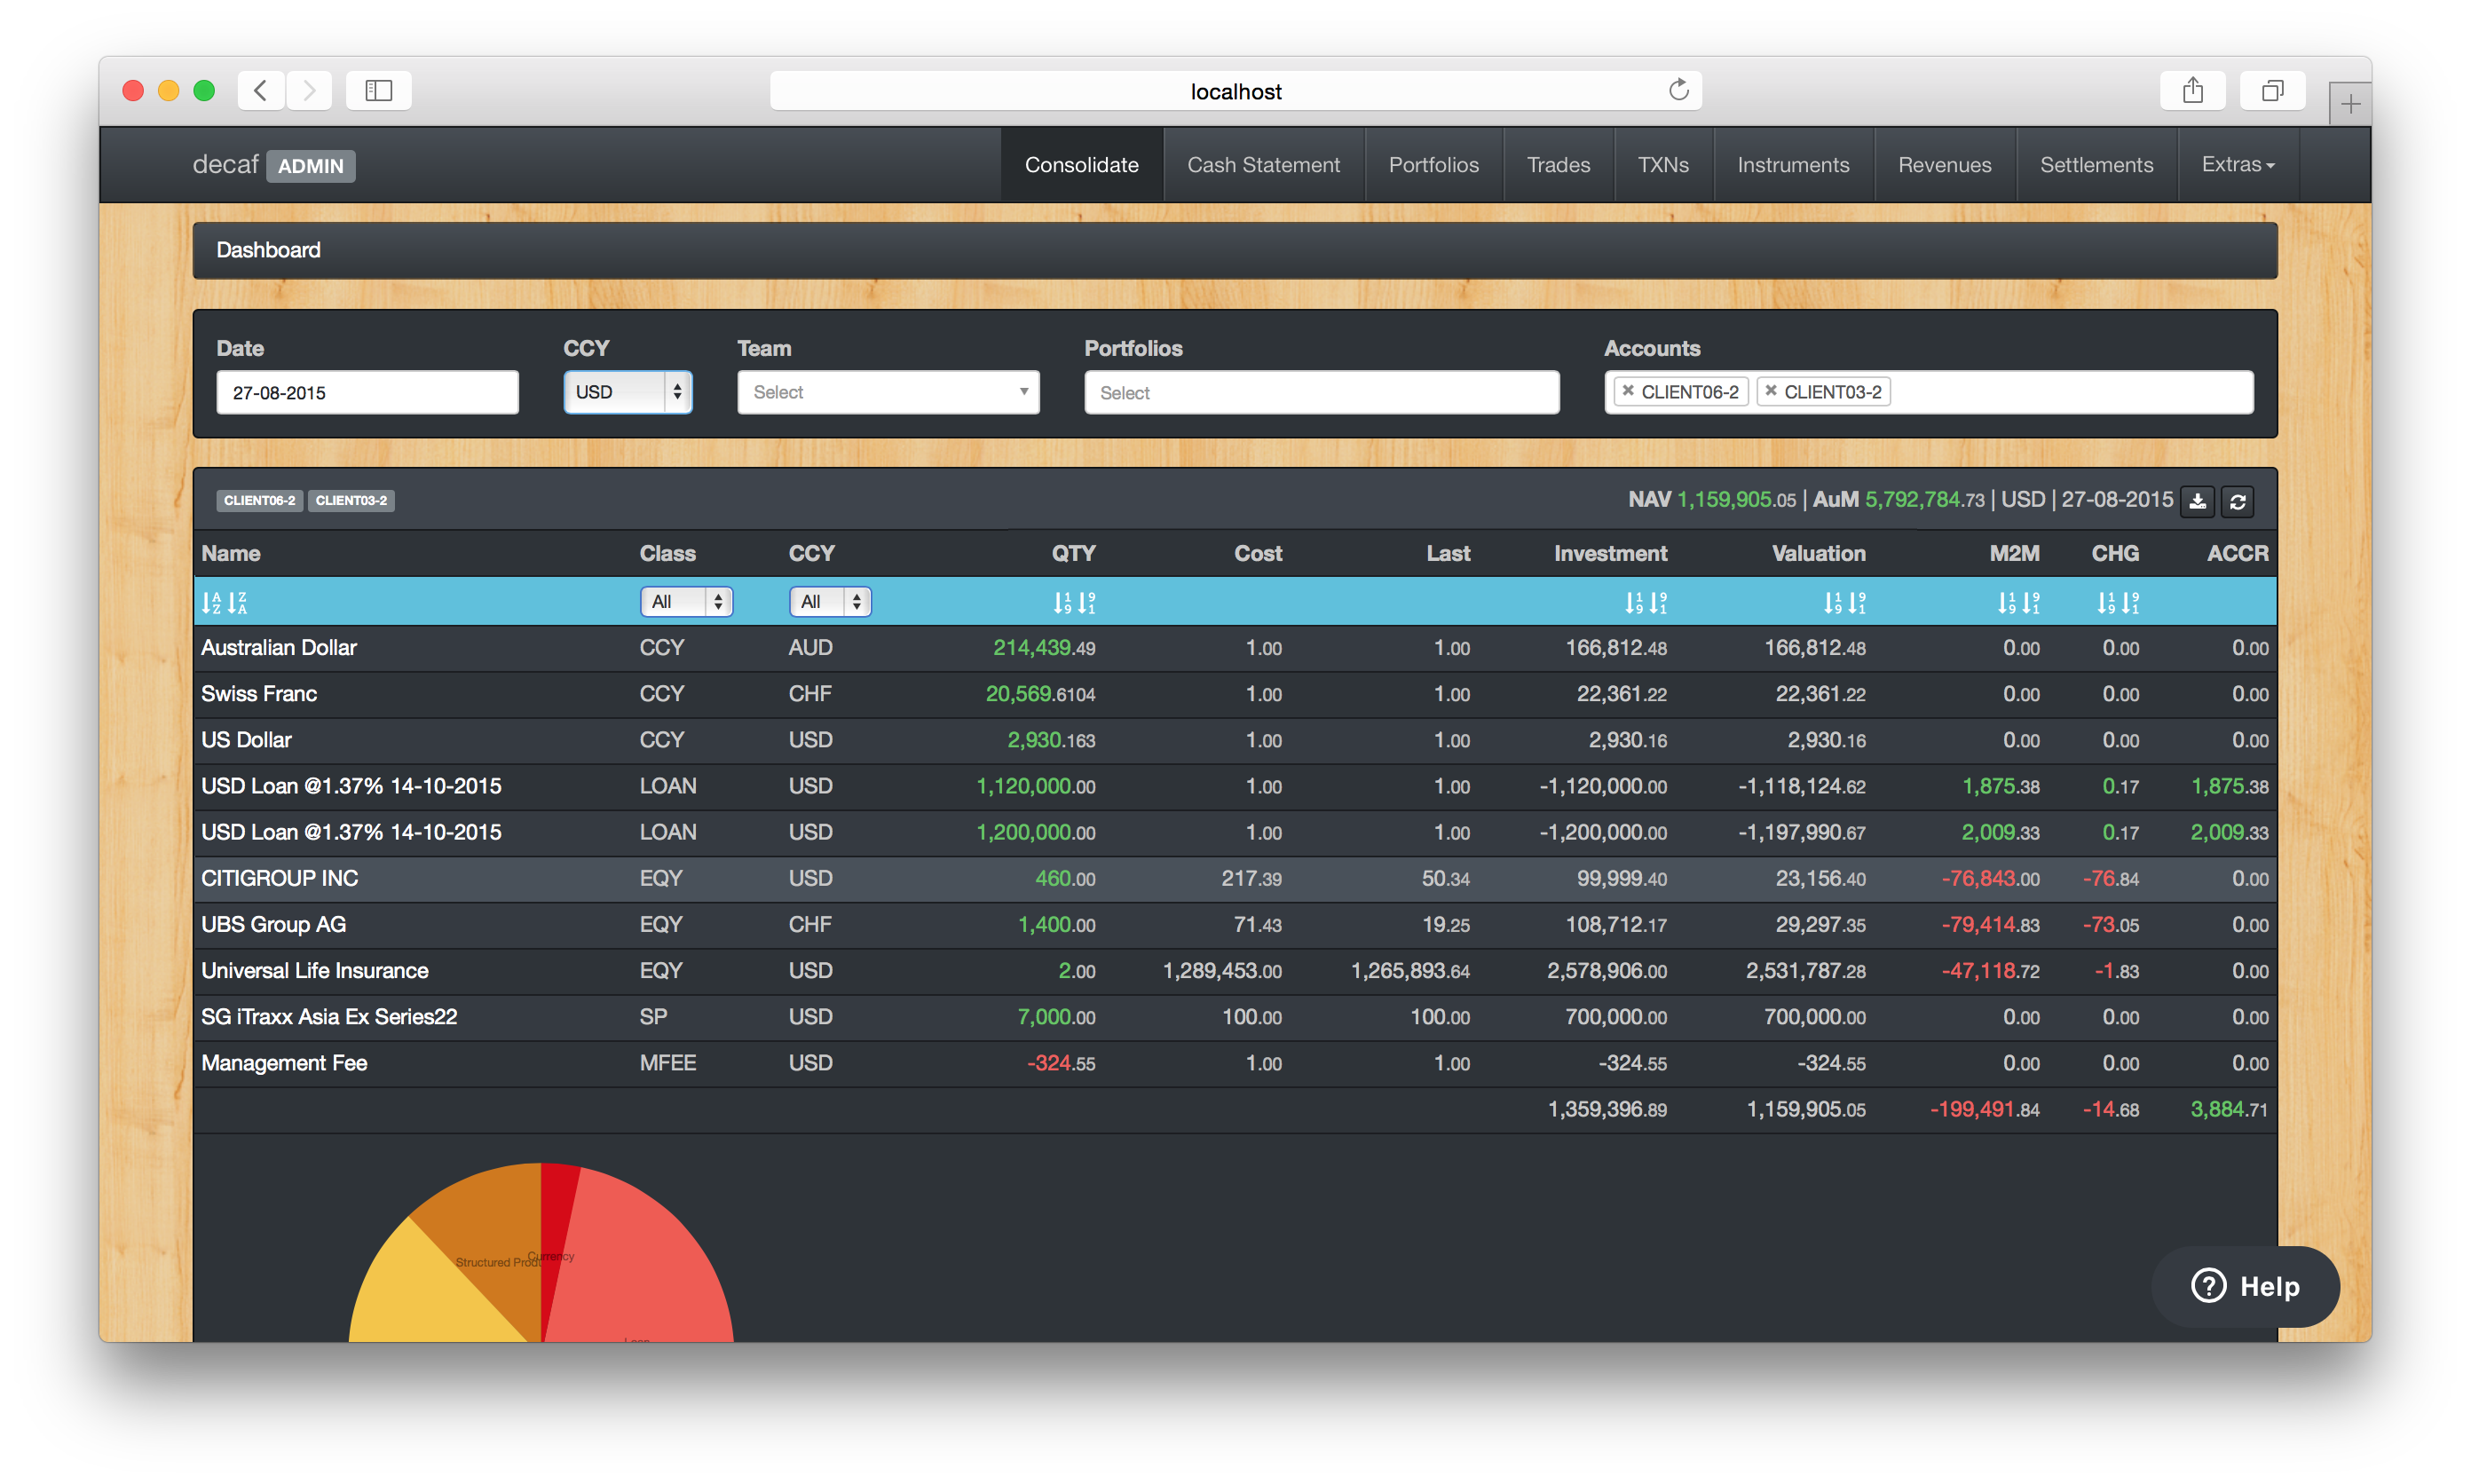 localhost
decaf ADMIN Consolidate Cash Statement Portfolios Trades TXNs Instruments Revenues Settlements Extras
Dashboard
Date CCY Team Portfolios Accounts
27-08-2015 USD Select Select × CLIENT06-2 × CLIENT03-2
CLIENT06-2 CLIENT03-2 NAV 1,159,905.05 | AuM 5,792,784.73 | USD | 27-08-2015
Name Class CCY QTY Cost Last Investment Valuation M2M CHG ACCR
All All
Australian Dollar CCY AUD 214,439.49 1.00 1.00 166,812.48 166,812.48 0.00 0.00 0.00
Swiss Franc CCY CHF 20,569.6104 1.00 1.00 22,361.22 22,361.22 0.00 0.00 0.00
US Dollar CCY USD 2,930.163 1.00 1.00 2,930.16 2,930.16 0.00 0.00 0.00
USD Loan @1.37% 14-10-2015 LOAN USD 1,120,000.00 1.00 1.00 -1,120,000.00 -1,118,124.62 1,875.38 0.17 1,875.38
USD Loan @1.37% 14-10-2015 LOAN USD 1,200,000.00 1.00 1.00 -1,200,000.00 -1,197,990.67 2,009.33 0.17 2,009.33
CITIGROUP INC EQY USD 460.00 217.39 50.34 99,999.40 23,156.40 -76,843.00 -76.84 0.00
UBS Group AG EQY CHF 1,400.00 71.43 19.25 108,712.17 29,297.35 -79,414.83 -73.05 0.00
Universal Life Insurance EQY USD 2.00 1,289,453.00 1,265,893.64 2,578,906.00 2,531,787.28 -47,118.72 -1.83 0.00
SG iTraxx Asia Ex Series22 SP USD 7,000.00 100.00 100.00 700,000.00 700,000.00 0.00 0.00 0.00
Management Fee MFEE USD -324.55 1.00 1.00 -324.55 -324.55 0.00 0.00 0.00
1,359,396.89 1,159,905.05 -199,491.84 -14.68 3,884.71
Structured Currency
? Help